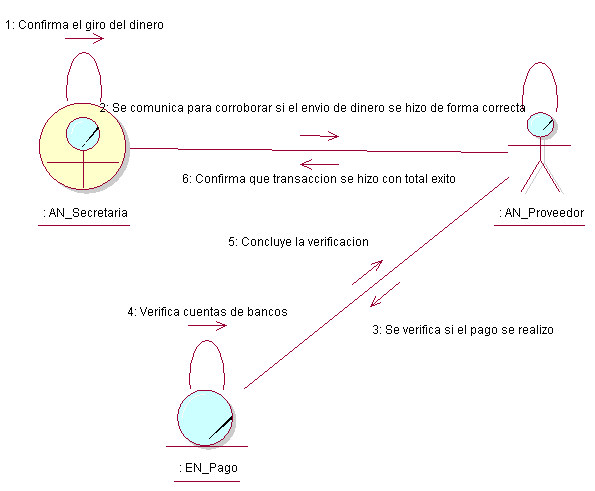 1: Confirma el giro del dinero
2: Se comunica para corroborar si el envio de dinero se hizo de forma correcta
6: Confirma que transaccion se hizo con total exito
: AN_Secretaria
: AN_Proveedor
5: Concluye la verificacion
4: Verifica cuentas de bancos
3: Se verifica si el pago se realizo
: EN_Pago